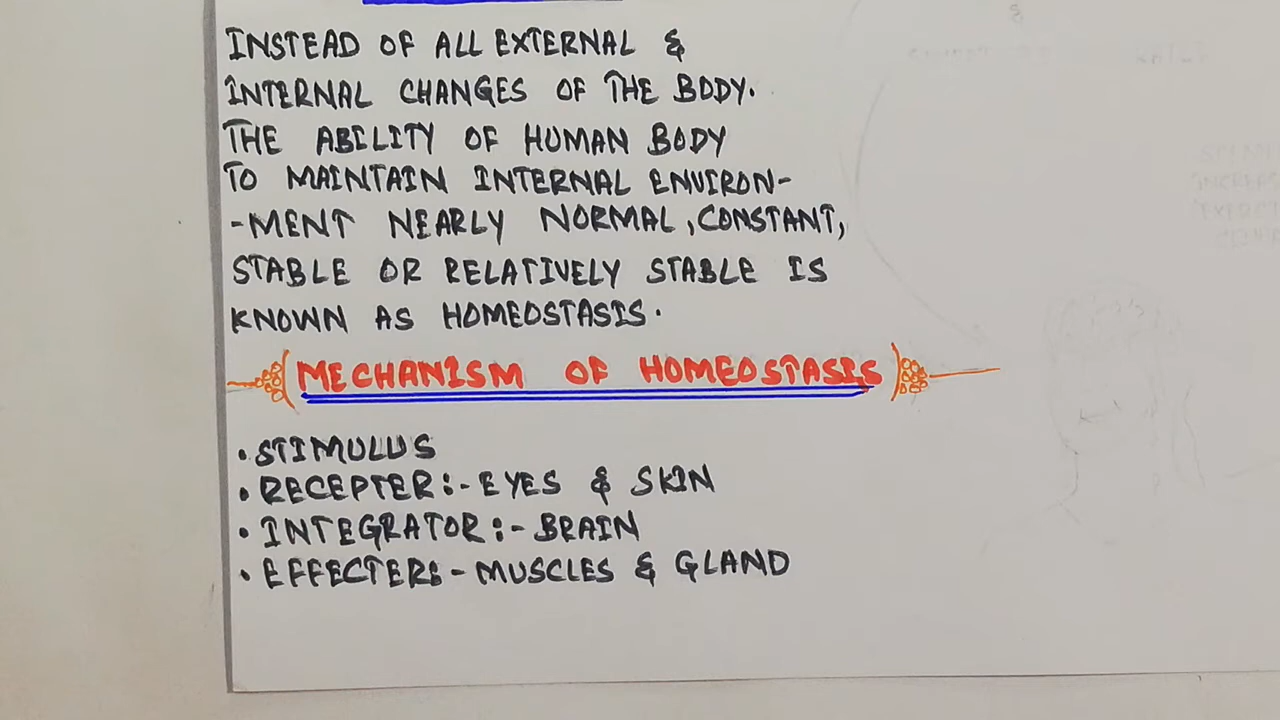 INSTEAD OF ALL EXTERNAL &
INTERNAL CHANGES OF THE BODY.
THE ABILITY OF HUMAN BODY
TO MAINTAIN INTERNAL ENVIRON-
-MENT NEARLY NORMAL, CONSTANT,
STABLE OR RELATIVELY STABLE IS
KNOWN AS HOMEOSTASIS.
MECHANISM OF HOMEOSTASIS
• STIMULUS
• RECEPTER:- EYES & SKIN
• INTEGRATOR:- BRAIN
• EFFECTER:- MUSCLES & GLAND